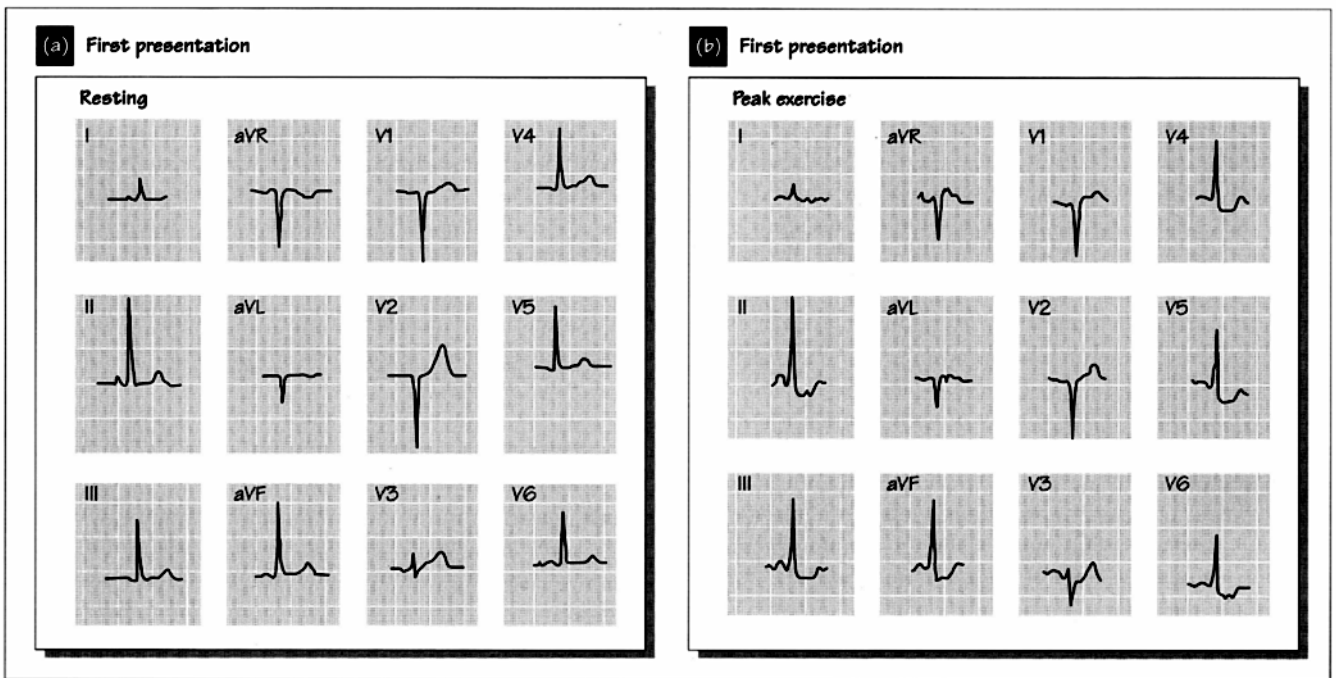 (a) First presentation
Resting
I aVR V1 V4
II aVL V2 V5
III aVF V3 V6
(b) First presentation
Peak exercise
I aVR V1 V4
II aVL V2 V5
III aVF V3 V6